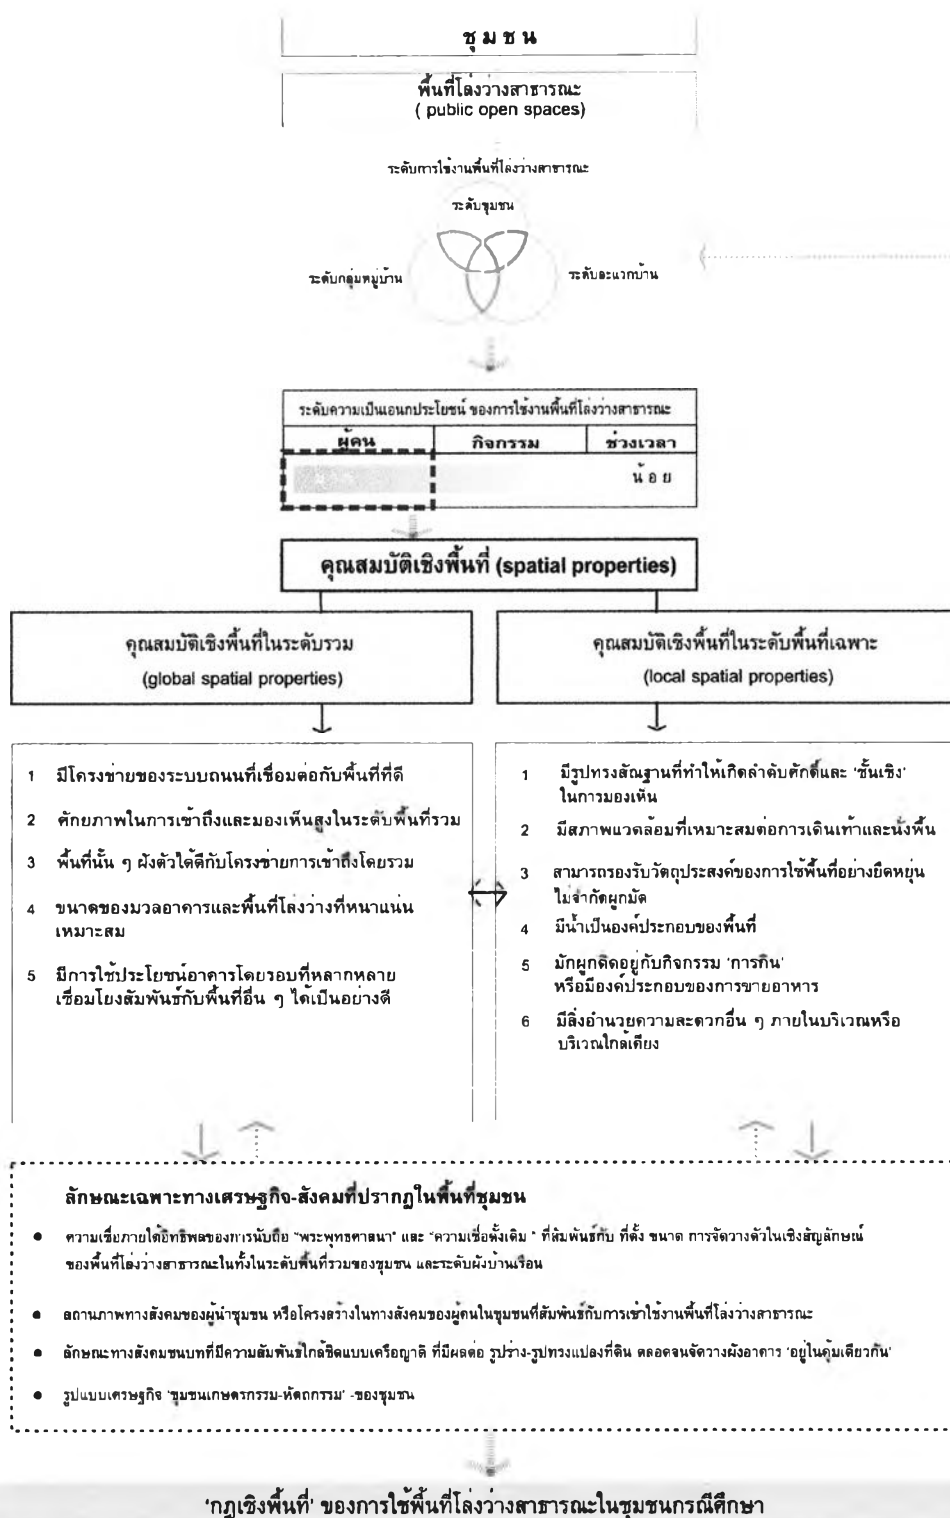 ชุมชน
พื้นที่โล่งว่างสาธารณะ
( public open spaces)
ระดับการใช้งานพื้นที่โล่งว่างสาธารณะ
ระดับชุมชน
ระดับกลุ่มหมู่บ้าน
ระดับละแวกบ้าน
ระดับความเป็นเอนกประโยชน์ ของการใช้งานพื้นที่โล่งว่างสาธารณะ
ผู้คน กิจกรรม ช่วงเวลา
น้อย
คุณสมบัติเชิงพื้นที่ (spatial properties)
คุณสมบัติเชิงพื้นที่ในระดับรวม
(global spatial properties)
คุณสมบัติเชิงพื้นที่ในระดับพื้นที่เฉพาะ
(local spatial properties)
1 มีโครงข่ายของระบบถนนที่เชื่อมต่อกับพื้นที่ที่ดี
2 ศักยภาพในการเข้าถึงและมองเห็นสูงในระดับพื้นที่รวม
3 พื้นที่นั้น ๆ ฝังตัวได้ดีกับโครงข่ายการเข้าถึงโดยรวม
4 ขนาดของมวลอาคารและพื้นที่โล่งว่างที่หนาแน่น
เหมาะสม
5 มีการใช้ประโยชน์อาคารโดยรอบที่หลากหลาย
เชื่อมโยงสัมพันธ์กับพื้นที่อื่น ๆ ได้เป็นอย่างดี
1 มีรูปทรงสัณฐานที่ทำให้เกิดลำดับศักดิ์และ 'ชั้นเชิง'
ในการมองเห็น
2 มีสภาพแวดล้อมที่เหมาะสมต่อการเดินเท้าและนั่งพื้น
3 สามารถรองรับวัตถุประสงค์ของการใช้พื้นที่อย่างยืดหยุ่น
ไม่จำกัดผูกมัด
4 มีน้ำเป็นองค์ประกอบของพื้นที่
5 มักผูกติดอยู่กับกิจกรรม 'การกิน'
หรือมีองค์ประกอบของการขายอาหาร
6 มีสิ่งอำนวยความสะดวกอื่น ๆ ภายในบริเวณหรือ
บริเวณใกล้เคียง
ลักษณะเฉพาะทางเศรษฐกิจ-สังคมที่ปรากฏในพื้นที่ชุมชน
● ความเชื่อภายใต้อิทธิพลของการนับถือ "พระพุทธศาสนา" และ "ความเชื่อดั้งเดิม " ที่สัมพันธ์กับ ที่ตั้ง ขนาด การจัดวางตัวในเชิงสัญลักษณ์
ของพื้นที่โล่งว่างสาธารณะในทั้งในระดับพื้นที่รวมของชุมชน และระดับผังบ้านเรือน
● สถานภาพทางสังคมของผู้นำชุมชน หรือโครงสร้างในทางสังคมของผู้คนในชุมชนที่สัมพันธ์กับการเข้าใช้งานพื้นที่โล่งว่างสาธารณะ
● ลักษณะทางสังคมชนบทที่มีความสัมพันธ์ใกล้ชิดแบบเครือญาติ ที่มีผลต่อ รูปร่าง-รูปทรงแปลงที่ดิน ตลอดจนจัดวางผังอาคาร 'อยู่ในคุ้มเดียวกัน'
● รูปแบบเศรษฐกิจ 'ชุมชนเกษตรกรรม-หัตถกรรม' -ของชุมชน
'กฎเชิงพื้นที่' ของการใช้พื้นที่โล่งว่างสาธารณะในชุมชนกรณีศึกษา